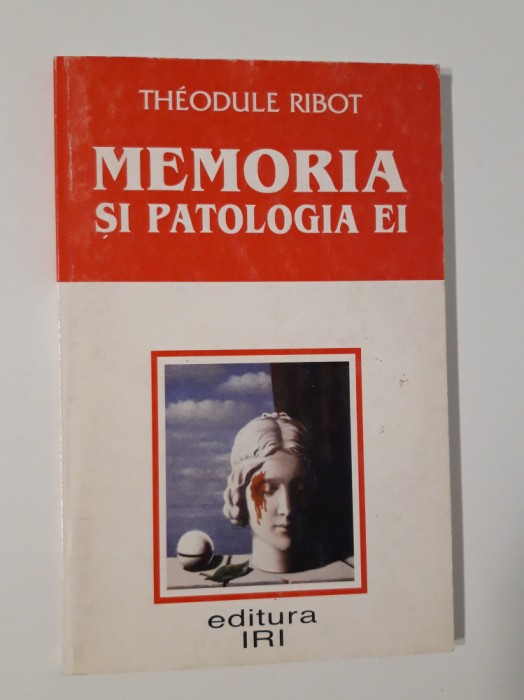 THÉODULE RIBOT
MEMORIA
ȘI PATOLOGIA EI
editura
IRI